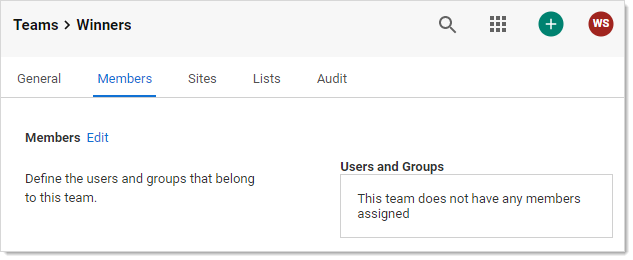 Teams > Winners
WS
General Members Sites Lists Audit
Members Edit
Define the users and groups that belong
to this team.
Users and Groups
This team does not have any members
assigned